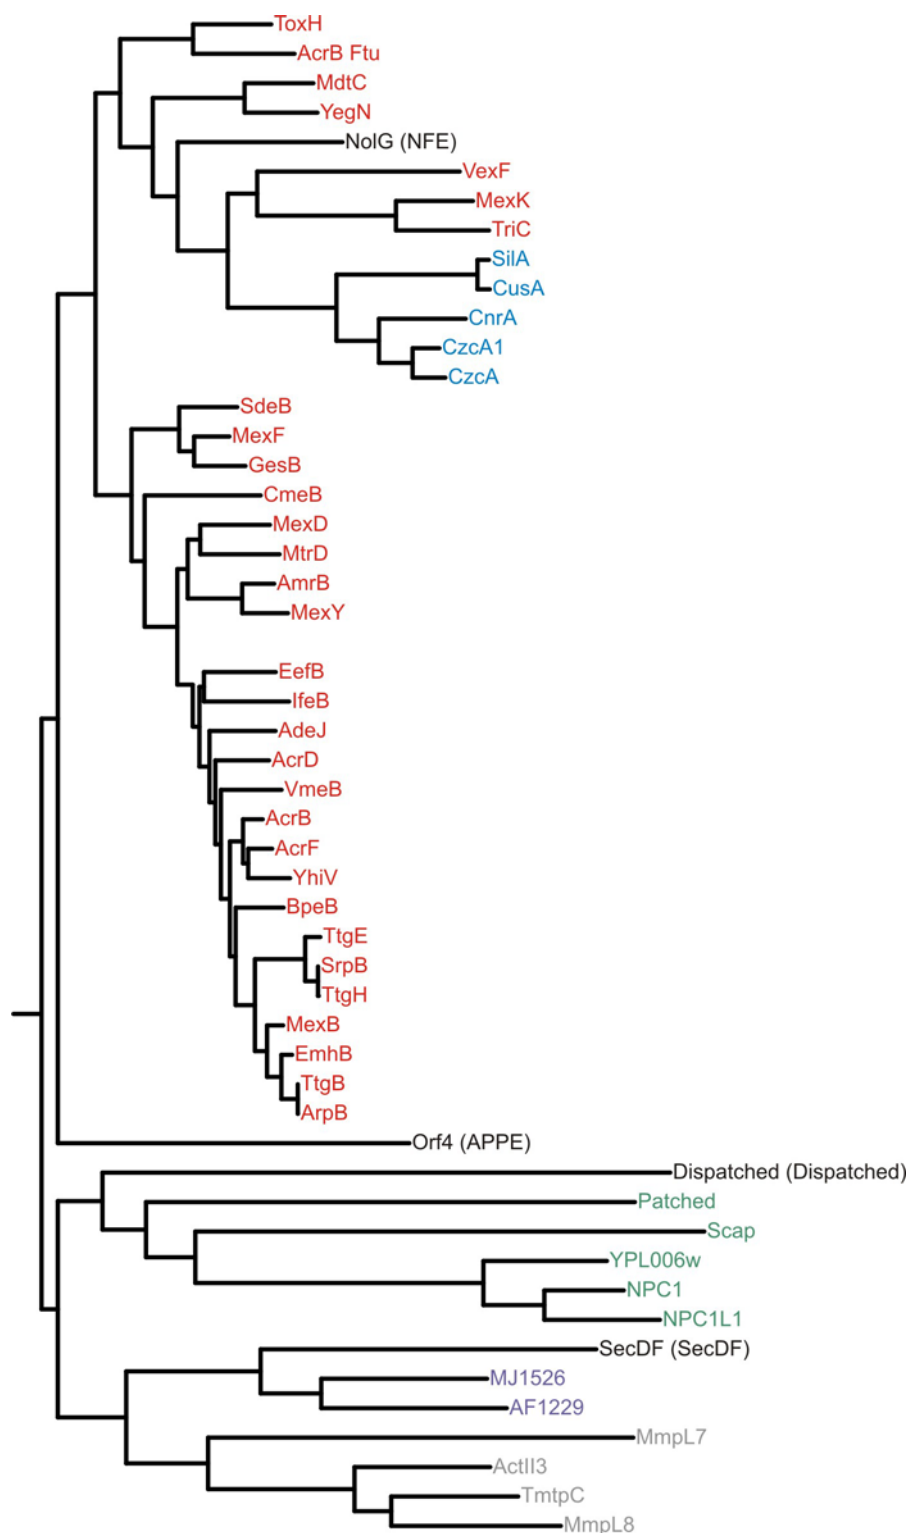 ToxH
AcrB Ftu
MdtC
YegN
NolG (NFE)
VexF
MexK
TriC
SilA
CusA
CnrA
CzcA1
CzcA
SdeB
MexF
GesB
CmeB
MexD
MtrD
AmrB
MexY
EefB
IfeB
AdeJ
AcrD
VmeB
AcrB
AcrF
YhiV
BpeB
TtgE
SrpB
TtgH
MexB
EmhB
TtgB
ArpB
Orf4 (APPE)
Dispatched (Dispatched)
Patched
Scap
YPL006w
NPC1
NPC1L1
SecDF (SecDF)
MJ1526
AF1229
MmpL7
ActII3
TmtpC
MmpL8